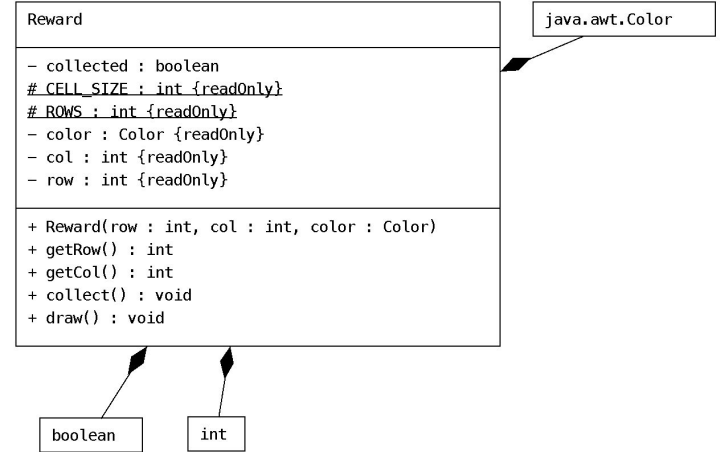 Reward
java.awt.Color
– collected : boolean
# CELL_SIZE : int {readOnly}
# ROWS : int {readOnly}
– color : Color {readOnly}
– col : int {readOnly}
– row : int {readOnly}
+ Reward(row : int, col : int, color : Color)
+ getRow() : int
+ getCol() : int
+ collect() : void
+ draw() : void
boolean
int